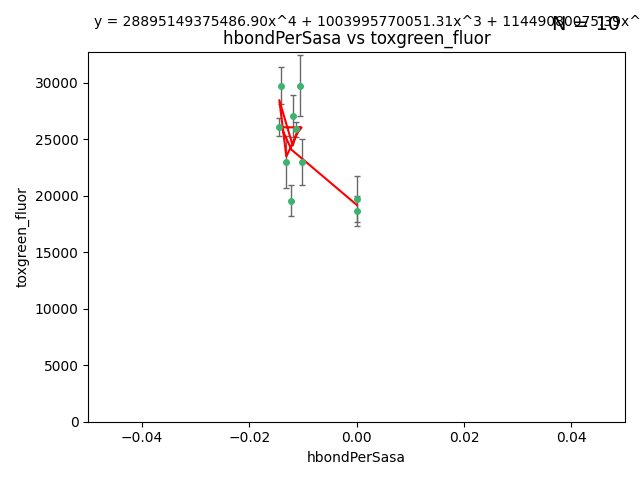 y = 28895149375486.90x^4 + 1003995770051.31x^3 +
N = 10
hbondPerSasa vs toxgreen_fluor
30000
25000
20000
15000
10000
5000
0
toxgreen_fluor
−0.04
−0.02
0.00
0.02
0.04
hbondPerSasa